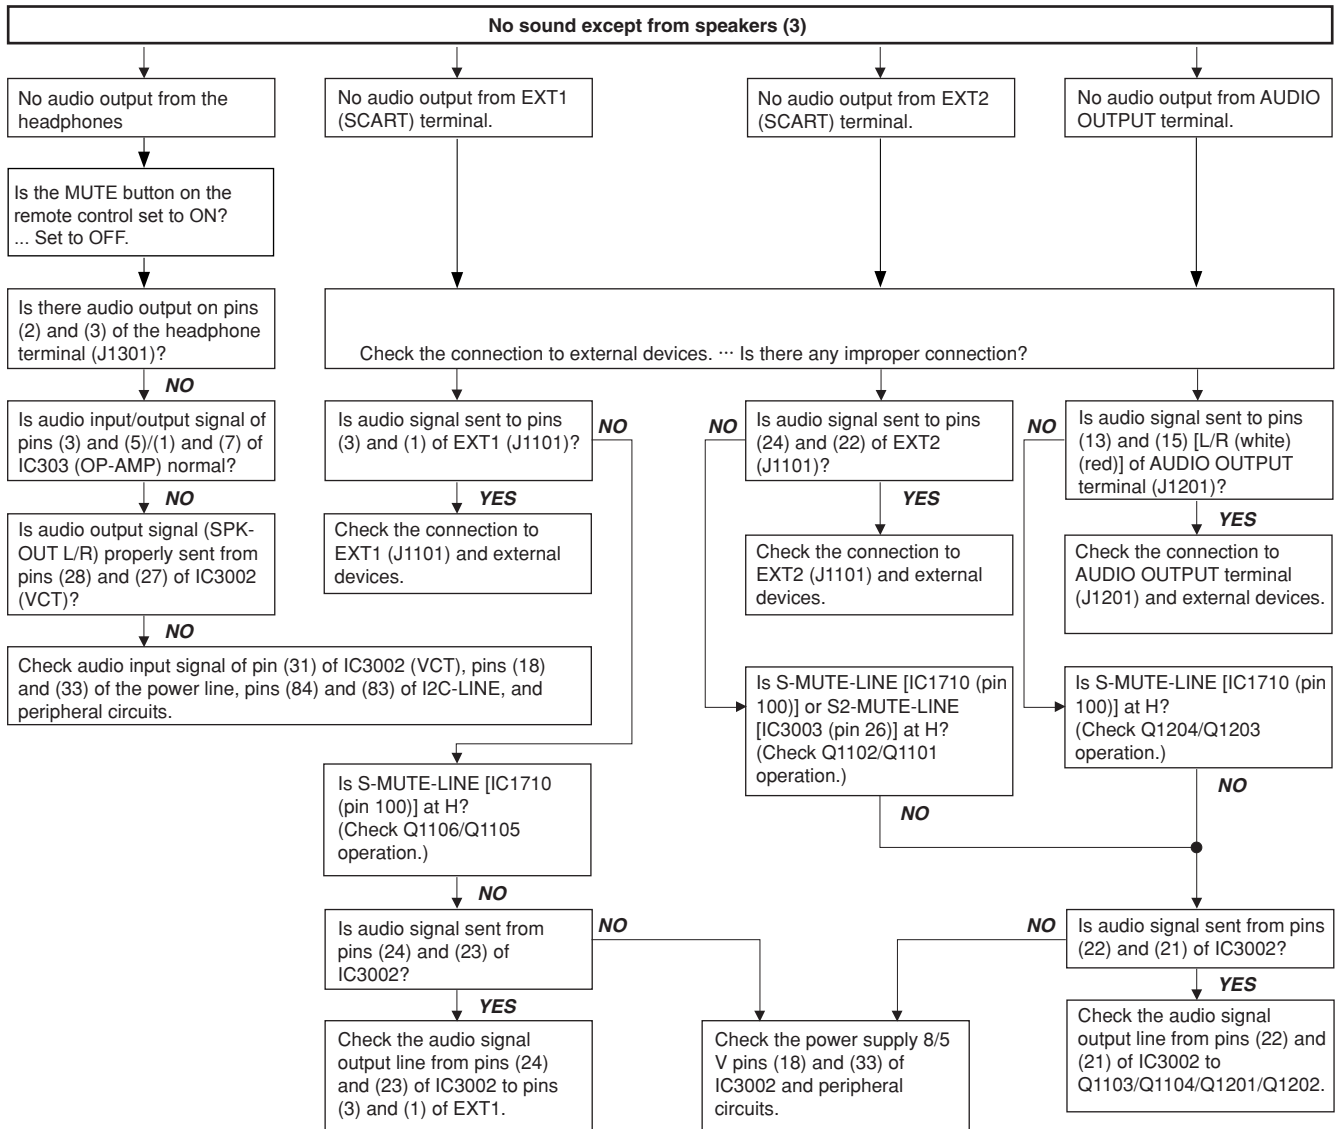 No sound except from speakers (3)
No audio output from the
headphones
No audio output from EXT1
(SCART) terminal.
No audio output from EXT2
(SCART) terminal.
No audio output from AUDIO
OUTPUT terminal.
Is the MUTE button on the
remote control set to ON?
... Set to OFF.
Is there audio output on pins
(2) and (3) of the headphone
terminal (J1301)?
Check the connection to external devices. ··· Is there any improper connection?
NO
Is audio input/output signal of
pins (3) and (5)/(1) and (7) of
IC303 (OP-AMP) normal?
Is audio signal sent to pins
(3) and (1) of EXT1 (J1101)?
NO
NO
Is audio signal sent to pins
(24) and (22) of EXT2
(J1101)?
NO
Is audio signal sent to pins
(13) and (15) [L/R (white)
(red)] of AUDIO OUTPUT
terminal (J1201)?
NO
YES
YES
YES
Is audio output signal (SPK-
OUT L/R) properly sent from
pins (28) and (27) of IC3002
(VCT)?
Check the connection to
EXT1 (J1101) and external
devices.
Check the connection to
EXT2 (J1101) and external
devices.
Check the connection to
AUDIO OUTPUT terminal
(J1201) and external devices.
NO
Check audio input signal of pin (31) of IC3002 (VCT), pins (18)
and (33) of the power line, pins (84) and (83) of I2C-LINE, and
peripheral circuits.
Is S-MUTE-LINE [IC1710 (pin
100)] or S2-MUTE-LINE
[IC3003 (pin 26)] at H?
(Check Q1102/Q1101
operation.)
Is S-MUTE-LINE [IC1710 (pin
100)] at H?
(Check Q1204/Q1203
operation.)
Is S-MUTE-LINE [IC1710
(pin 100)] at H?
(Check Q1106/Q1105
operation.)
NO
NO
NO
Is audio signal sent from
pins (24) and (23) of
IC3002?
NO
NO
Is audio signal sent from pins
(22) and (21) of IC3002?
YES
YES
Check the audio signal
output line from pins (24)
and (23) of IC3002 to pins
(3) and (1) of EXT1.
Check the power supply 8/5
V pins (18) and (33) of
IC3002 and peripheral
circuits.
Check the audio signal
output line from pins (22) and
(21) of IC3002 to
Q1103/Q1104/Q1201/Q1202.